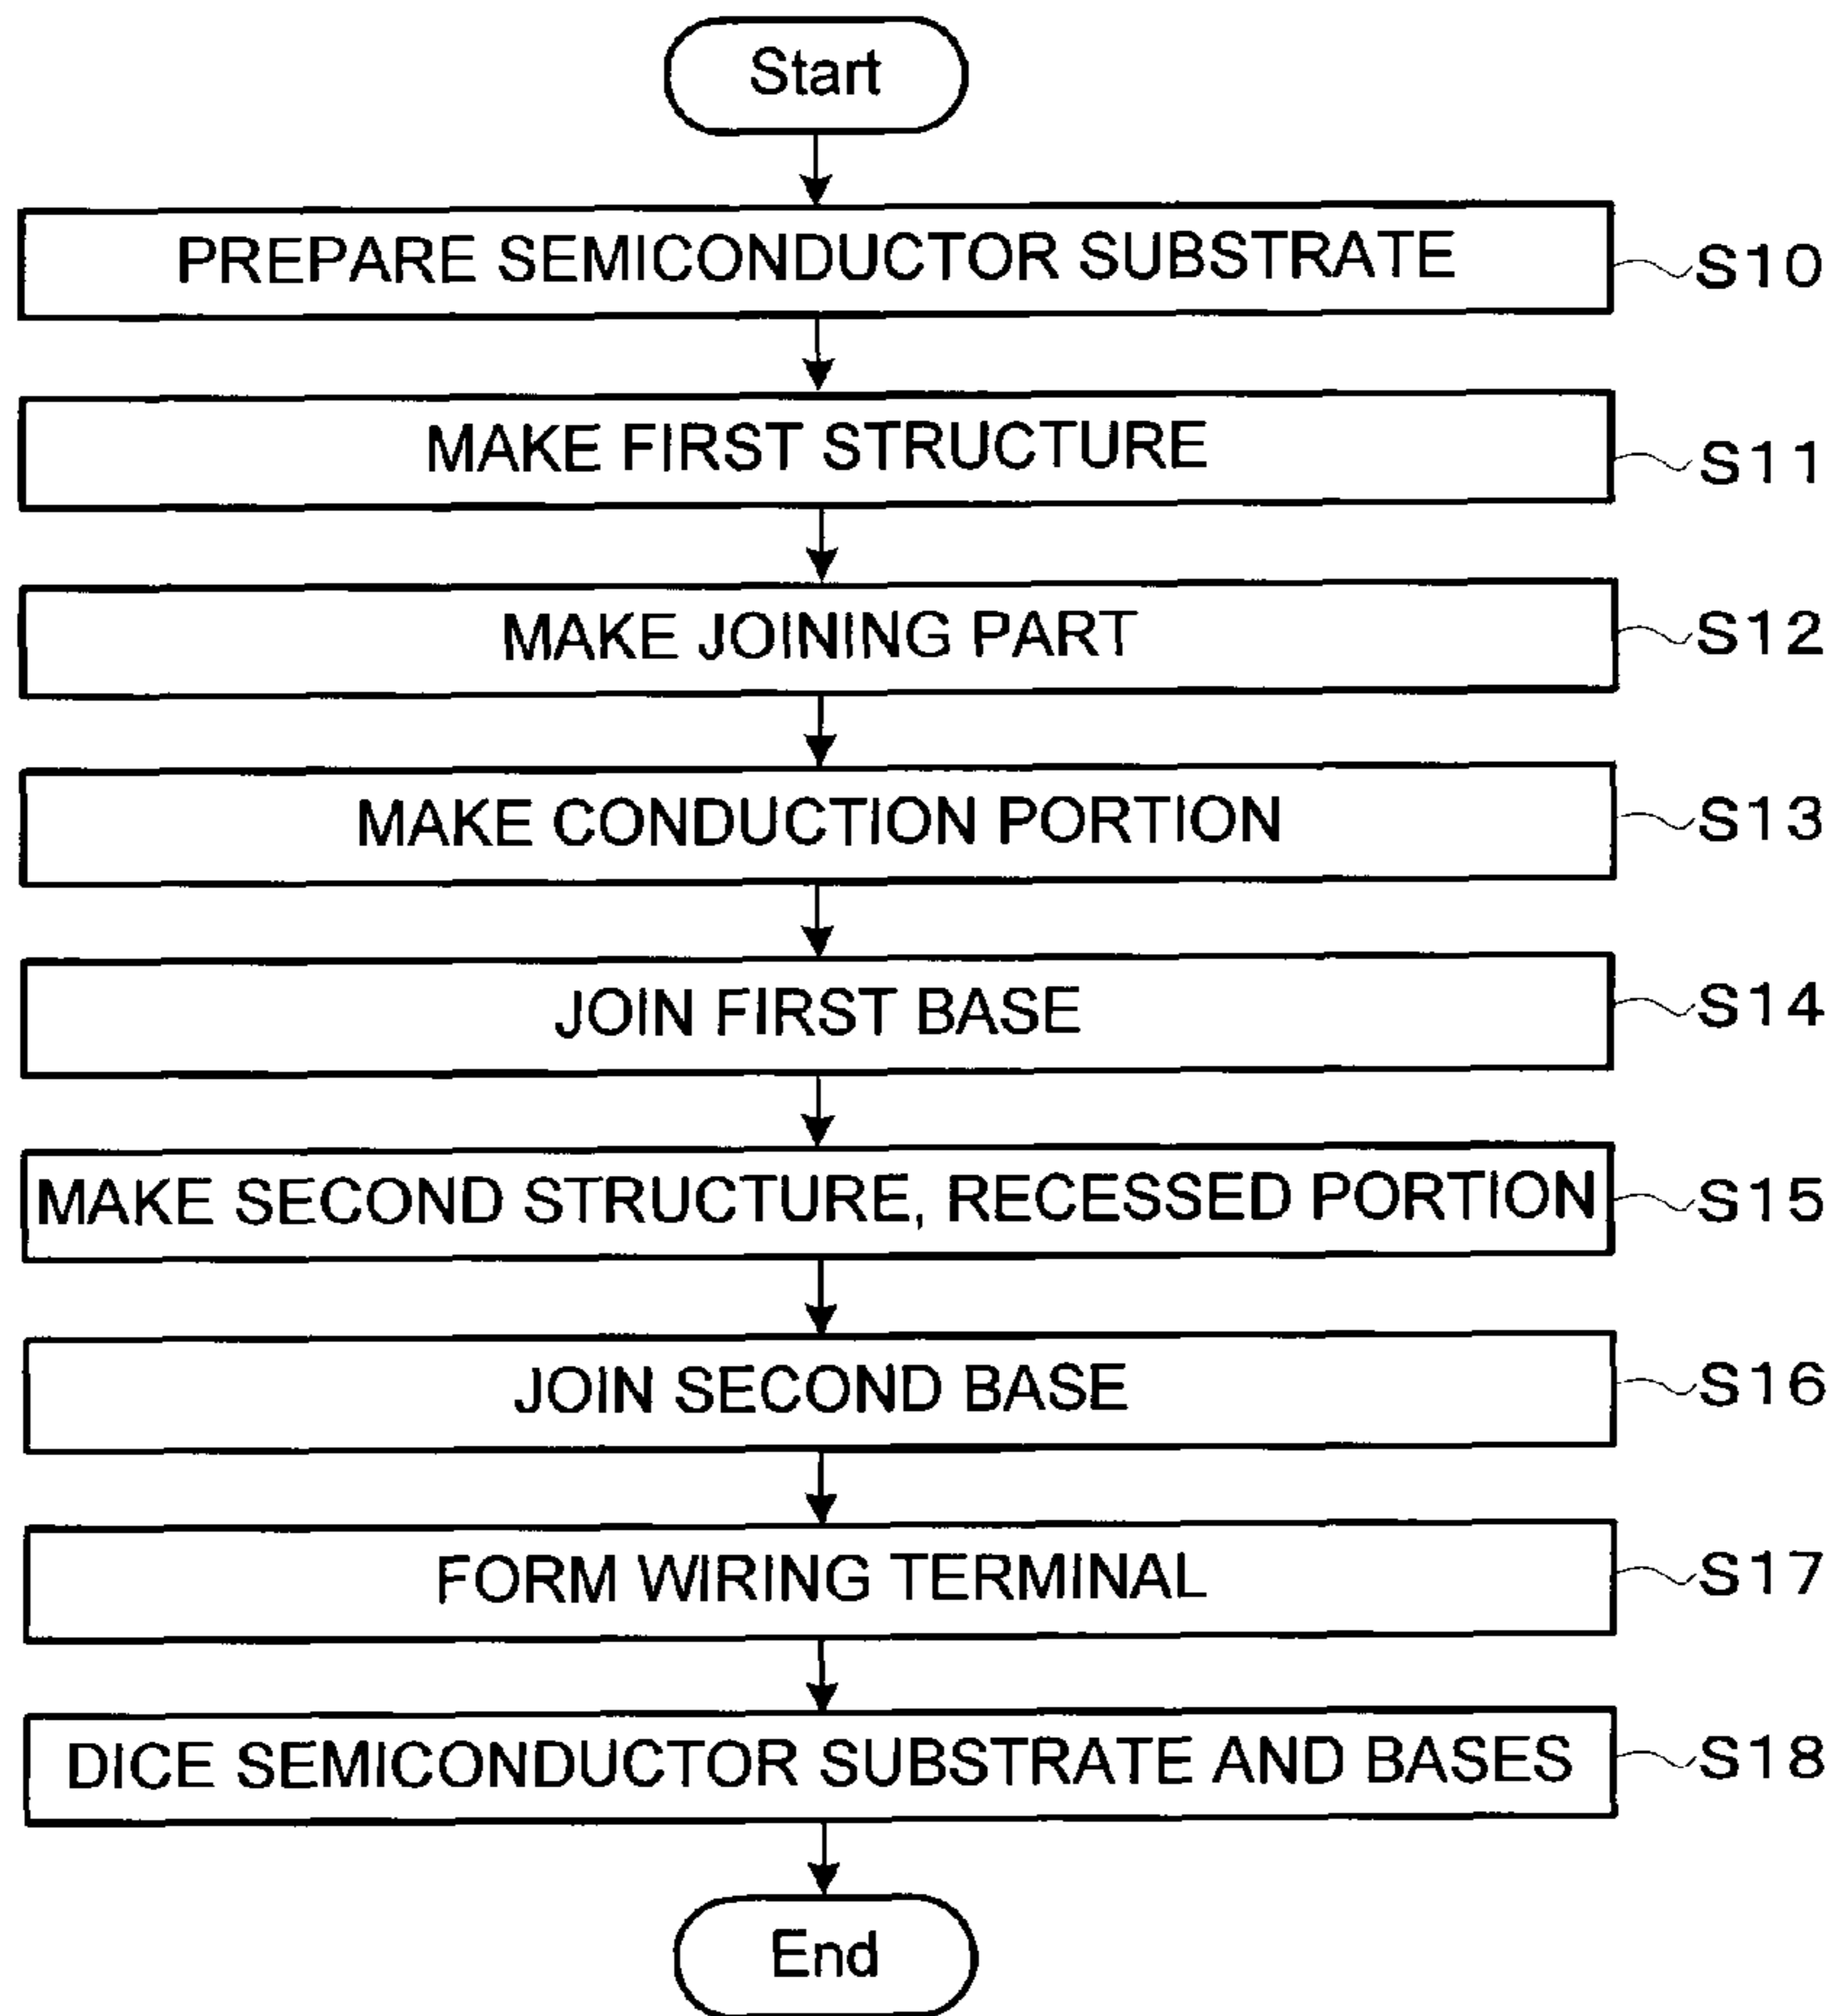 Start
PREPARE SEMICONDUCTOR SUBSTRATE S10
MAKE FIRST STRUCTURE S11
MAKE JOINING PART S12
MAKE CONDUCTION PORTION S13
JOIN FIRST BASE S14
MAKE SECOND STRUCTURE, RECESSED PORTION S15
JOIN SECOND BASE S16
FORM WIRING TERMINAL S17
DICE SEMICONDUCTOR SUBSTRATE AND BASES S18
End